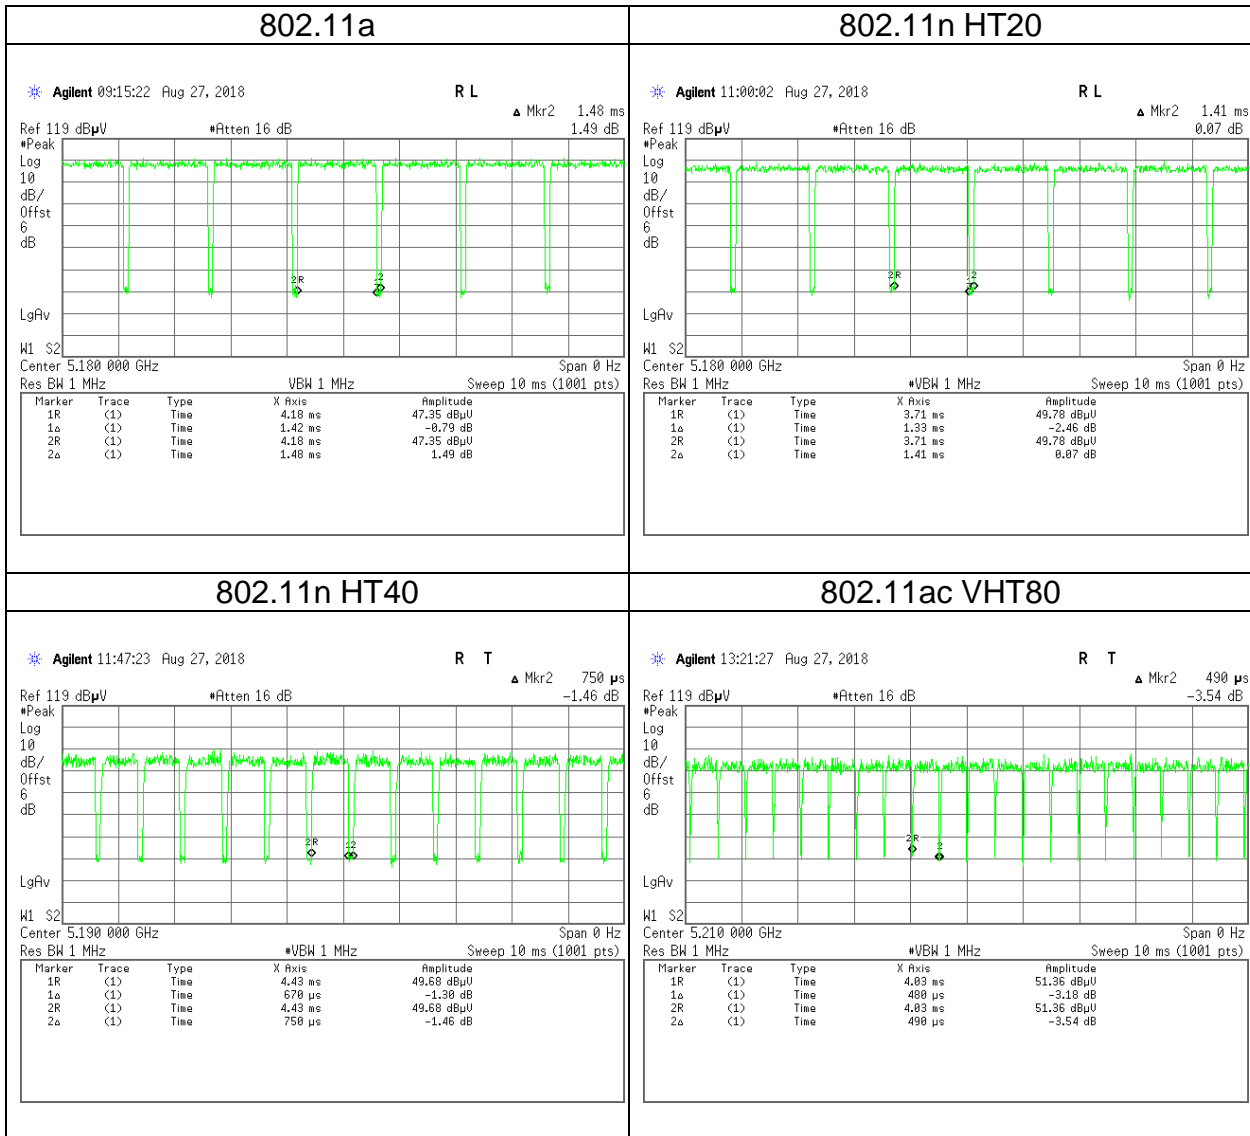 802.11a
Agilent 09:15:22 Aug 27, 2018 R L
Δ Mkr2 1.48 ms
Ref 119 dBµV #Atten 16 dB 1.49 dB
#Peak
Log
10
dB/
Offst
6
dB
2R
2
LgAv
W1 S2
Center 5.180 000 GHz Span 0 Hz
Res BW 1 MHz VBW 1 MHz Sweep 10 ms (1001 pts)
Marker Trace Type X Axis Amplitude
1R (1) Time 4.18 ms 47.35 dBµV
1Δ (1) Time 1.42 ms -0.79 dB
2R (1) Time 4.18 ms 47.35 dBµV
2Δ (1) Time 1.48 ms 1.49 dB
802.11n HT20
Agilent 11:00:02 Aug 27, 2018 R L
Δ Mkr2 1.41 ms
Ref 119 dBµV #Atten 16 dB 0.07 dB
#Peak
Log
10
dB/
Offst
6
dB
2R
2
LgAv
W1 S2
Center 5.180 000 GHz Span 0 Hz
Res BW 1 MHz #VBW 1 MHz Sweep 10 ms (1001 pts)
Marker Trace Type X Axis Amplitude
1R (1) Time 3.71 ms 49.78 dBµV
1Δ (1) Time 1.33 ms -2.46 dB
2R (1) Time 3.71 ms 49.78 dBµV
2Δ (1) Time 1.41 ms 0.07 dB
802.11n HT40
Agilent 11:47:23 Aug 27, 2018 R T
Δ Mkr2 750 µs
Ref 119 dBµV #Atten 16 dB -1.46 dB
#Peak
Log
10
dB/
Offst
6
dB
2R 12
LgAv
W1 S2
Center 5.190 000 GHz Span 0 Hz
Res BW 1 MHz #VBW 1 MHz Sweep 10 ms (1001 pts)
Marker Trace Type X Axis Amplitude
1R (1) Time 4.43 ms 49.68 dBµV
1Δ (1) Time 670 µs -1.30 dB
2R (1) Time 4.43 ms 49.68 dBµV
2Δ (1) Time 750 µs -1.46 dB
802.11ac VHT80
Agilent 13:21:27 Aug 27, 2018 R T
Δ Mkr2 490 µs
Ref 119 dBµV #Atten 16 dB -3.54 dB
#Peak
Log
10
dB/
Offst
6
dB
2R
2
LgAv
W1 S2
Center 5.210 000 GHz Span 0 Hz
Res BW 1 MHz #VBW 1 MHz Sweep 10 ms (1001 pts)
Marker Trace Type X Axis Amplitude
1R (1) Time 4.03 ms 51.36 dBµV
1Δ (1) Time 480 µs -3.18 dB
2R (1) Time 4.03 ms 51.36 dBµV
2Δ (1) Time 490 µs -3.54 dB